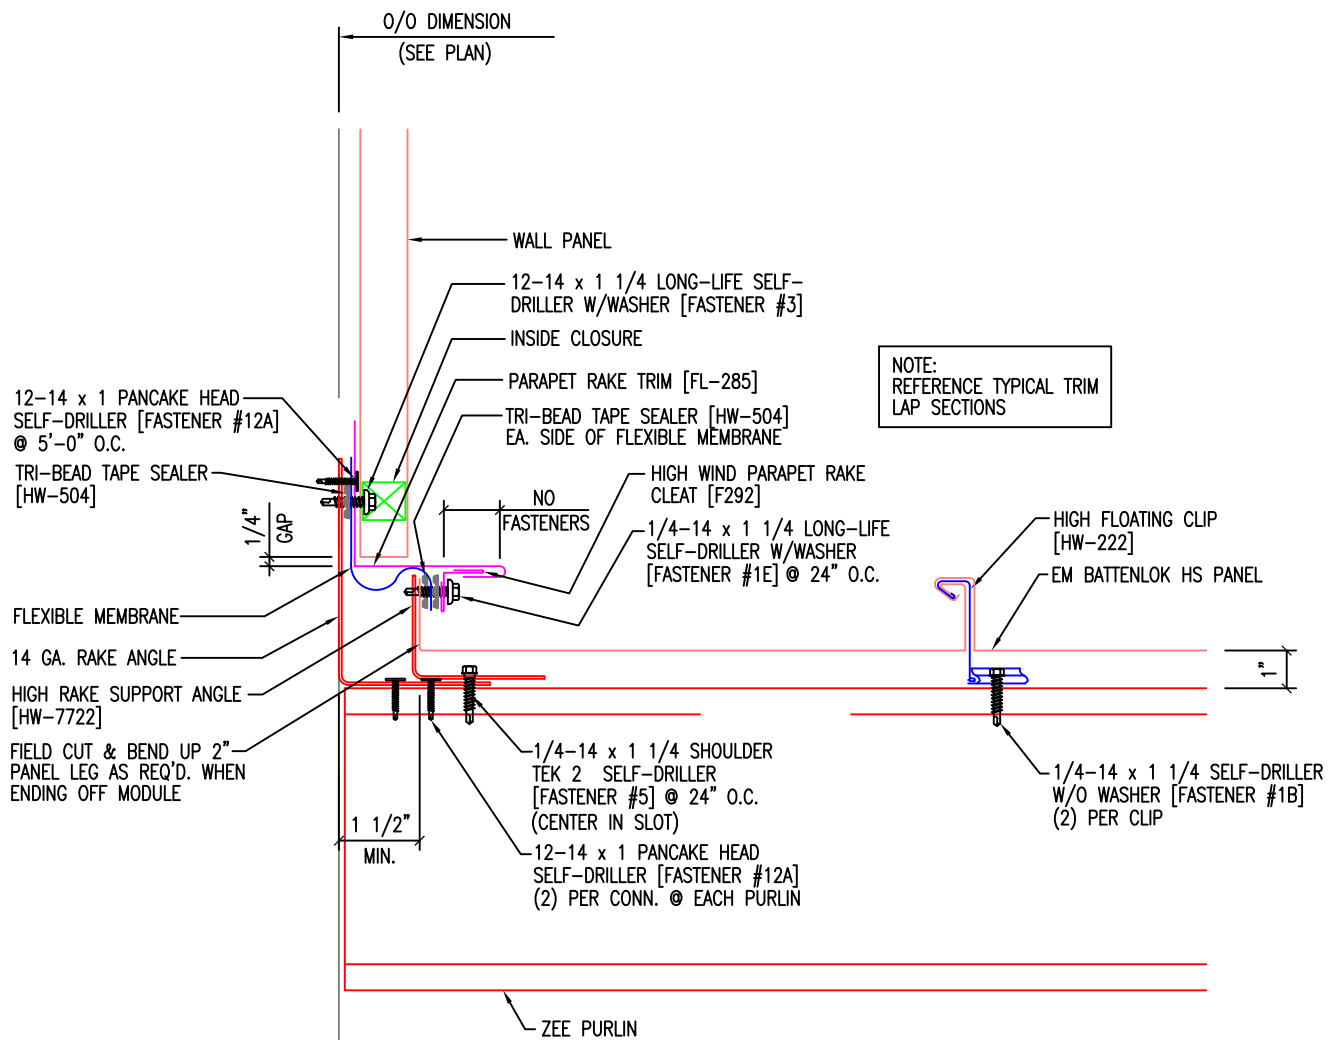 O/O DIMENSION
(SEE PLAN)
WALL PANEL
12-14 x 1 1/4 LONG-LIFE SELF-
DRILLER W/WASHER [FASTENER #3]
INSIDE CLOSURE
PARAPET RAKE TRIM [FL-285]
TRI-BEAD TAPE SEALER [HW-504]
EA. SIDE OF FLEXIBLE MEMBRANE
NOTE:
REFERENCE TYPICAL TRIM
LAP SECTIONS
12-14 x 1 PANCAKE HEAD
SELF-DRILLER [FASTENER #12A]
@ 5'-0" O.C.
TRI-BEAD TAPE SEALER
[HW-504]
1/4"
GAP
HIGH WIND PARAPET RAKE
CLEAT [F292]
NO
FASTENERS
1/4-14 x 1 1/4 LONG-LIFE
SELF-DRILLER W/WASHER
[FASTENER #1E] @ 24" O.C.
HIGH FLOATING CLIP
[HW-222]
EM BATTENLOK HS PANEL
FLEXIBLE MEMBRANE
14 GA. RAKE ANGLE
HIGH RAKE SUPPORT ANGLE
[HW-7722]
FIELD CUT & BEND UP 2"
PANEL LEG AS REQ'D. WHEN
ENDING OFF MODULE
1"
1 1/2"
MIN.
1/4-14 x 1 1/4 SHOULDER
TEK 2 SELF-DRILLER
[FASTENER #5] @ 24" O.C.
(CENTER IN SLOT)
12-14 x 1 PANCAKE HEAD
SELF-DRILLER [FASTENER #12A]
(2) PER CONN. @ EACH PURLIN
1/4-14 x 1 1/4 SELF-DRILLER
W/O WASHER [FASTENER #1B]
(2) PER CLIP
ZEE PURLIN